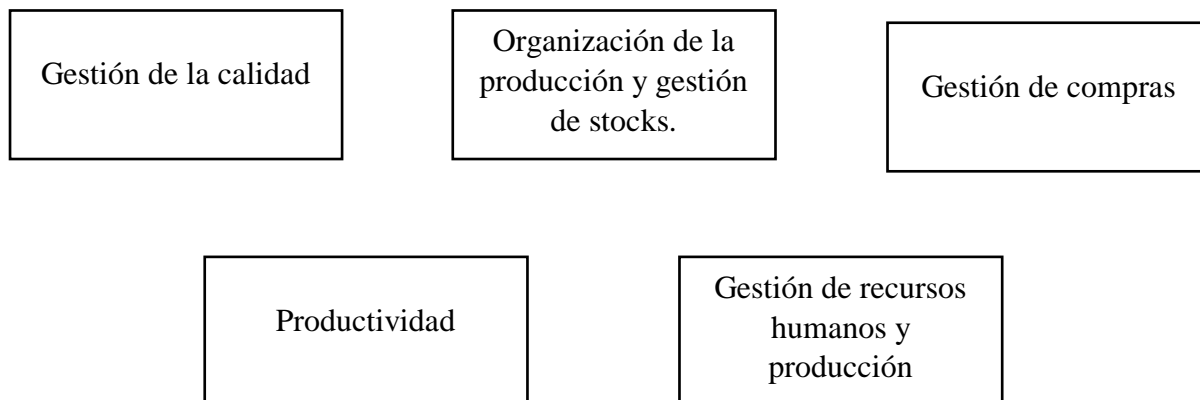 Gestión de la calidad
Organización de la
producción y gestión
de stocks.
Gestión de compras
Productividad
Gestión de recursos
humanos y
producción